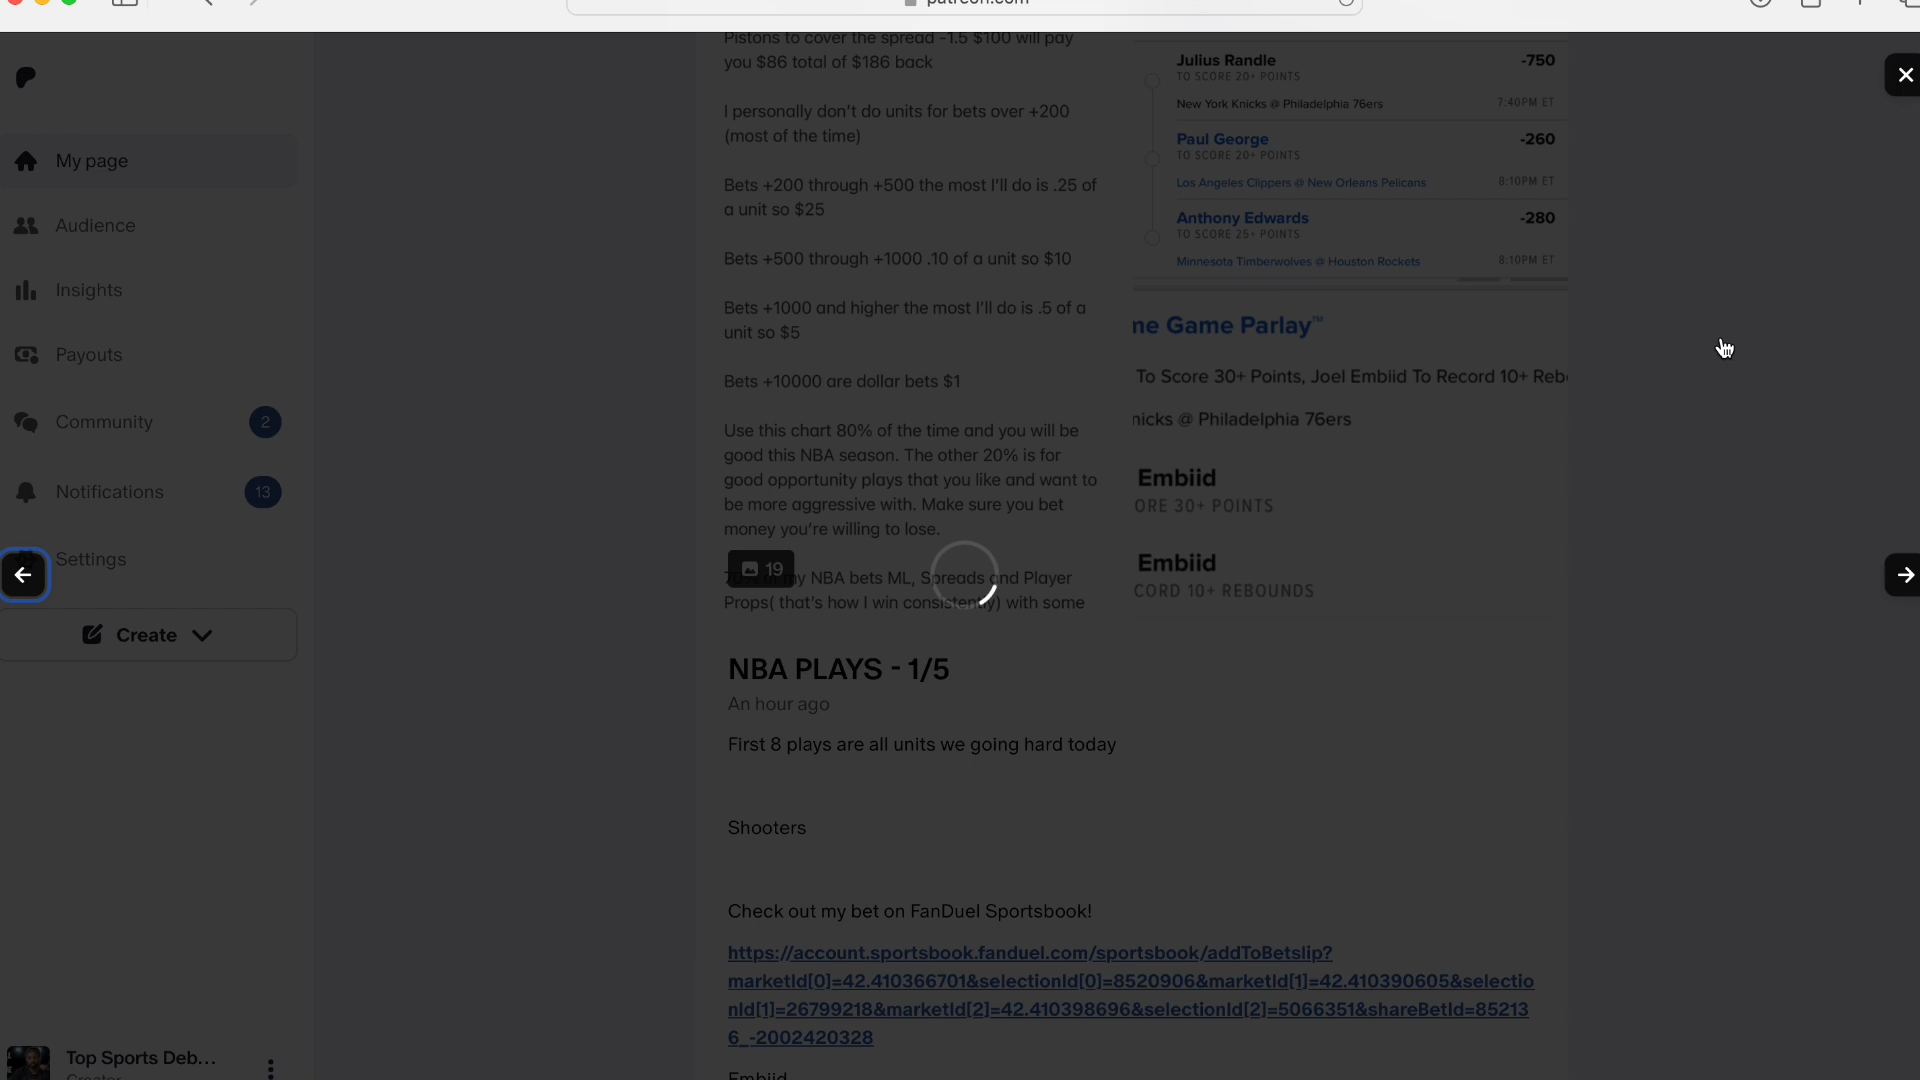 patreon.com
My page
Audience
Insights
Payouts
Community
2
Notifications
13
Settings
Create
Top Sports Deb...
Creator
Pistons to cover the spread -1.5 $100 will pay
you $86 total of $186 back
I personally don't do units for bets over +200
(most of the time)
Bets +200 through +500 the most I'll do is .25 of
a unit so $25
Bets +500 through +1000 .10 of a unit so $10
Bets +1000 and higher the most I'll do is .5 of a
unit so $5
Bets +10000 are dollar bets $1
Use this chart 80% of the time and you will be
good this NBA season. The other 20% is for
good opportunity plays that you like and want to
be more aggressive with. Make sure you bet
money you're willing to lose.
19
70% of my NBA bets ML, Spreads and Player
Props( that's how I win consistently) with some
Julius Randle -750
TO SCORE 20+ POINTS
New York Knicks @ Philadelphia 76ers 7:40PM ET
Paul George -260
TO SCORE 20+ POINTS
Los Angeles Clippers @ New Orleans Pelicans 8:10PM ET
Anthony Edwards -280
TO SCORE 25+ POINTS
Minnesota Timberwolves @ Houston Rockets 8:10PM ET
me Game Parlay™
To Score 30+ Points, Joel Embiid To Record 10+ Reb
nicks @ Philadelphia 76ers
Embiid
ORE 30+ POINTS
Embiid
CORD 10+ REBOUNDS
NBA PLAYS - 1/5
An hour ago
First 8 plays are all units we going hard today
Shooters
Check out my bet on FanDuel Sportsbook!
https://account.sportsbook.fanduel.com/sportsbook/addToBetslip?
marketId[0]=42.410366701&selectionId[0]=8520906&marketId[1]=42.410390605&selectio
nId[1]=26799218&marketId[2]=42.410398696&selectionId[2]=5066351&shareBetId=85213
6_-2002420328
Embiid